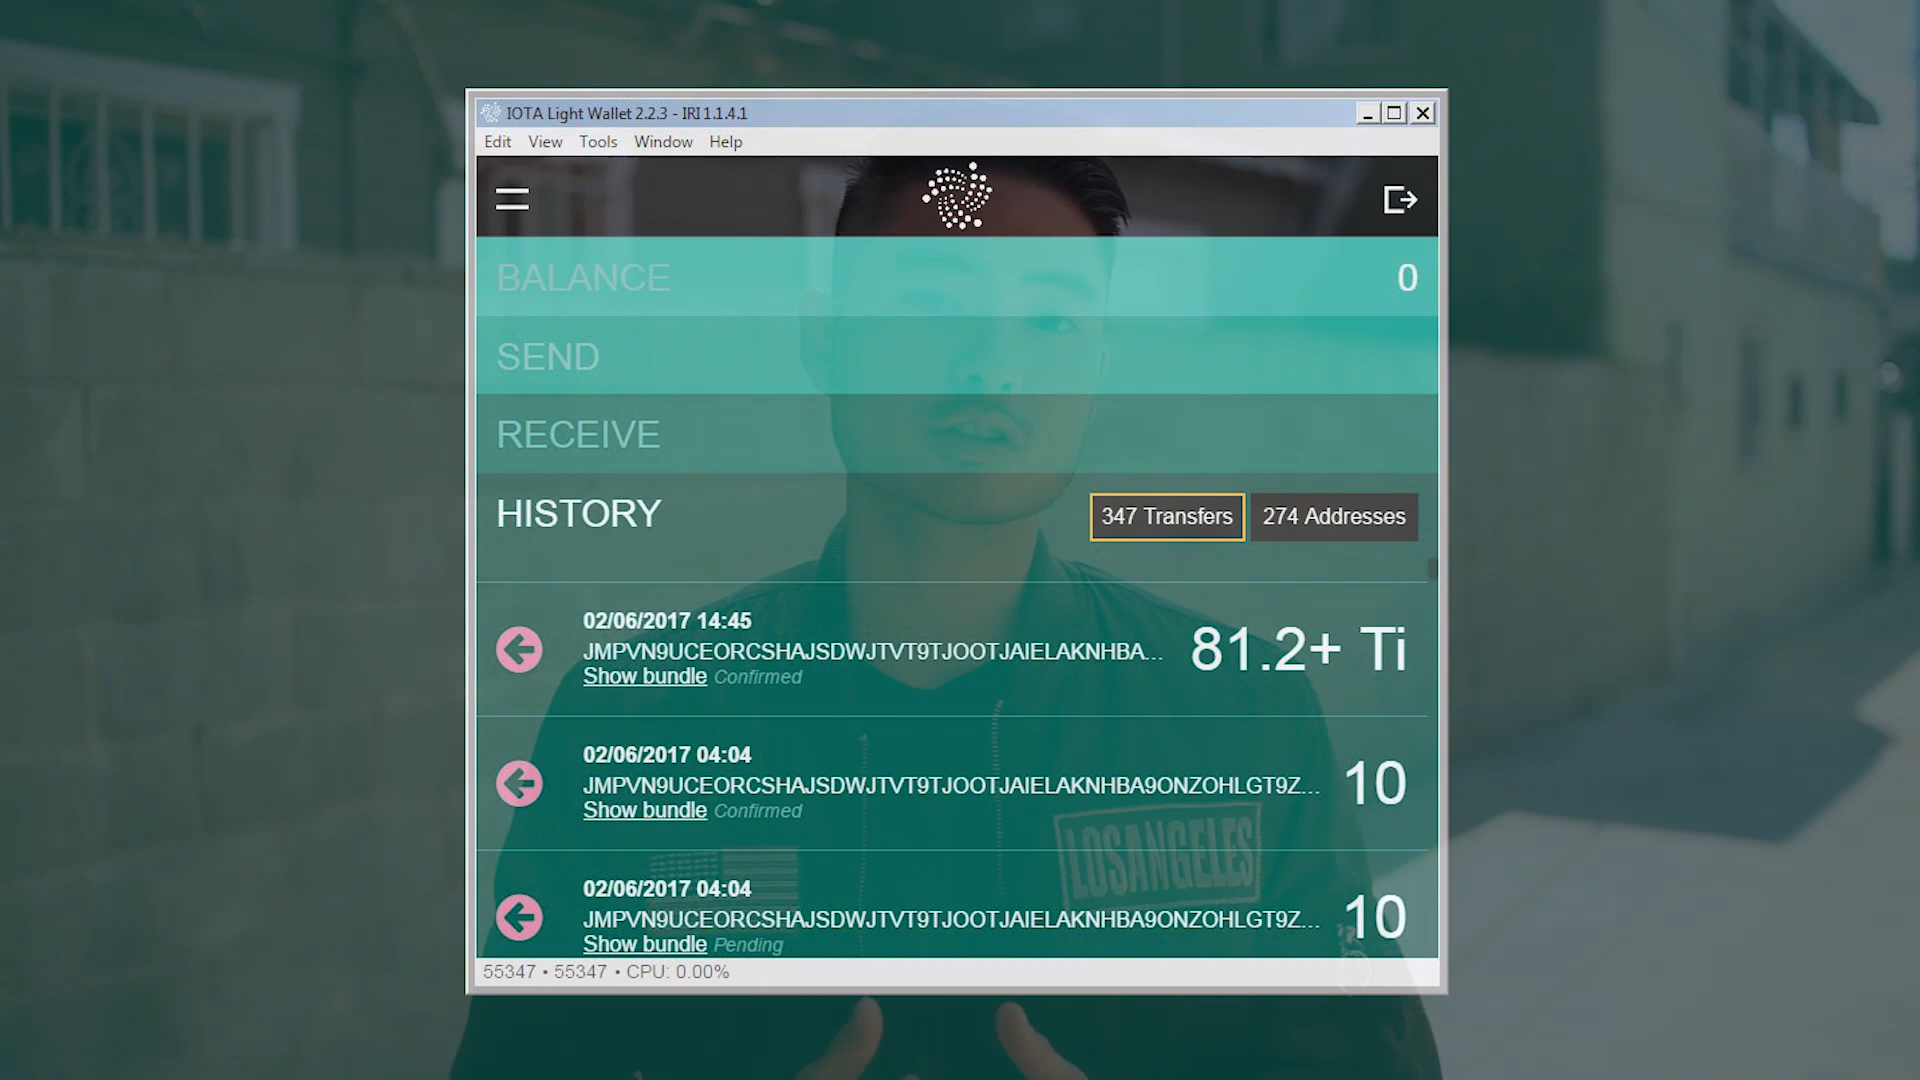 IOTA Light Wallet 2.2.3 - IRI 1.1.4.1
Edit View Tools Window Help
BALANCE 0
SEND
RECEIVE
HISTORY 347 Transfers 274 Addresses
02/06/2017 14:45
JMPVN9UCEORCSHAJSDWJTVT9TJOOTJAIELAKNHBA... 81.2+ Ti
Show bundle Confirmed
02/06/2017 04:04
JMPVN9UCEORCSHAJSDWJTVT9TJOOTJAIELAKNHBA9ONZOHLGT9Z... 10
Show bundle Confirmed
LOSANGELES
02/06/2017 04:04
JMPVN9UCEORCSHAJSDWJTVT9TJOOTJAIELAKNHBA9ONZOHLGT9Z... 10
Show bundle Pending
55347 • 55347 • CPU: 0.00%